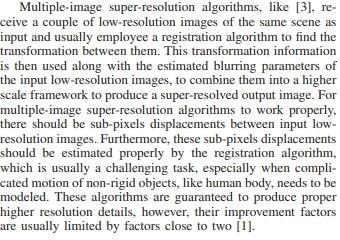 Multiple-image super-resolution algorithms, like [3], re-
ceive a couple of low-resolution images of the same scene as
input and usually employee a registration algorithm to find the
transformation between them. This transformation information
is then used along with the estimated blurring parameters of
the input low-resolution images, to combine them into a higher
scale framework to produce a super-resolved output image. For
multiple-image super-resolution algorithms to work properly,
there should be sub-pixels displacements between input low-
resolution images. Furthermore, these sub-pixels displacements
should be estimated properly by the registration algorithm,
which is usually a challenging task, especially when compli-
cated motion of non-rigid objects, like human body, needs to be
modeled. These algorithms are guaranteed to produce proper
higher resolution details, however, their improvement factors
are usually limited by factors close to two [1].